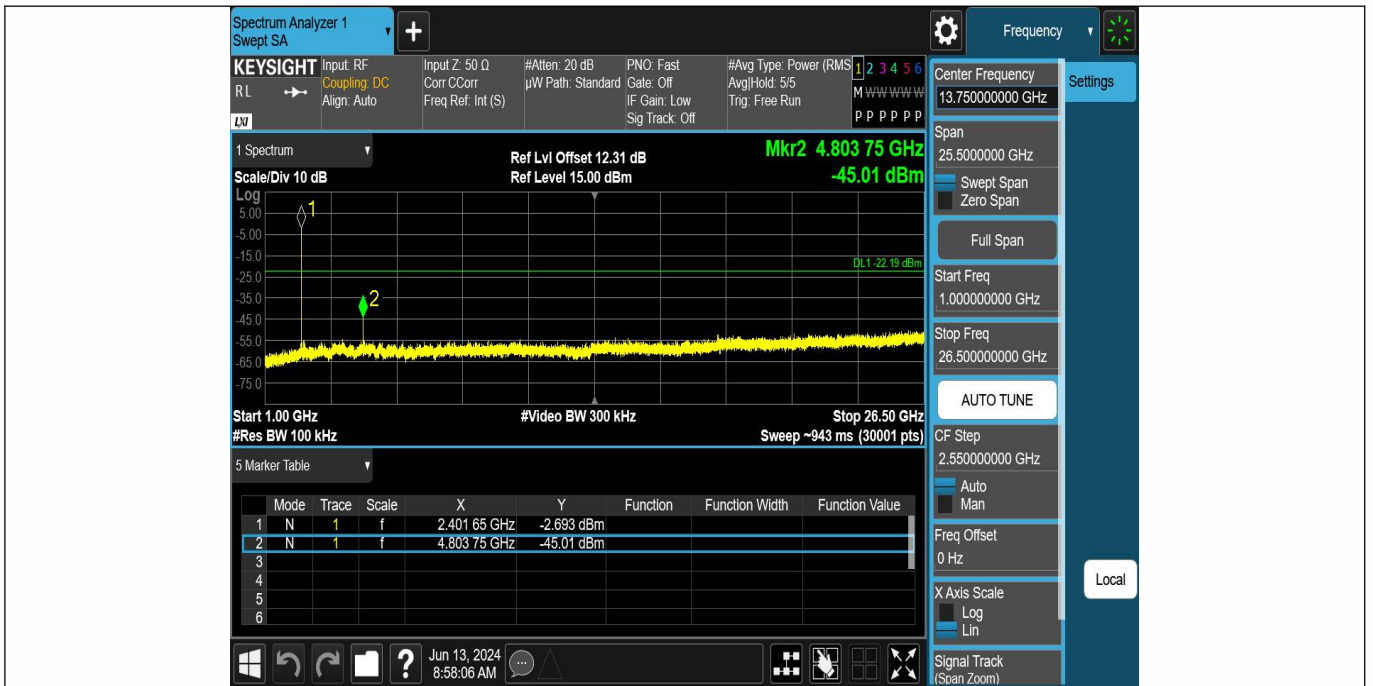 Spectrum Analyzer 1
Swept SA
+
Frequency
KEYSIGHT
RL
LXI
Input: RF
Coupling: DC
Align: Auto
Input Z: 50 Ω
Corr CCorr
Freq Ref: Int (S)
#Atten: 20 dB
µW Path: Standard
PNO: Fast
Gate: Off
IF Gain: Low
Sig Track: Off
#Avg Type: Power (RMS
Avg|Hold: 5/5
Trig: Free Run
1 2 3 4 5 6
M W W W W W
P P P P P P
1 Spectrum
Scale/Div 10 dB
Ref Lvl Offset 12.31 dB
Ref Level 15.00 dBm
Mkr2 4.803 75 GHz
-45.01 dBm
Log
5.00
-5.00
-15.0
-25.0
-35.0
-45.0
-55.0
-65.0
-75.0
1
2
DL1 -22.19 dBm
Start 1.00 GHz
#Video BW 300 kHz
Stop 26.50 GHz
#Res BW 100 kHz
Sweep ~943 ms (30001 pts)
5 Marker Table
Mode Trace Scale X Y Function Function Width Function Value
1 N 1 f 2.401 65 GHz -2.693 dBm
2 N 1 f 4.803 75 GHz -45.01 dBm
3
4
5
6
?
Jun 13, 2024
8:58:06 AM
Center Frequency
13.750000000 GHz
Settings
Span
25.5000000 GHz
Swept Span
Zero Span
Full Span
Start Freq
1.000000000 GHz
Stop Freq
26.500000000 GHz
AUTO TUNE
CF Step
2.550000000 GHz
Auto
Man
Freq Offset
0 Hz
Local
X Axis Scale
Log
Lin
Signal Track
(Span Zoom)